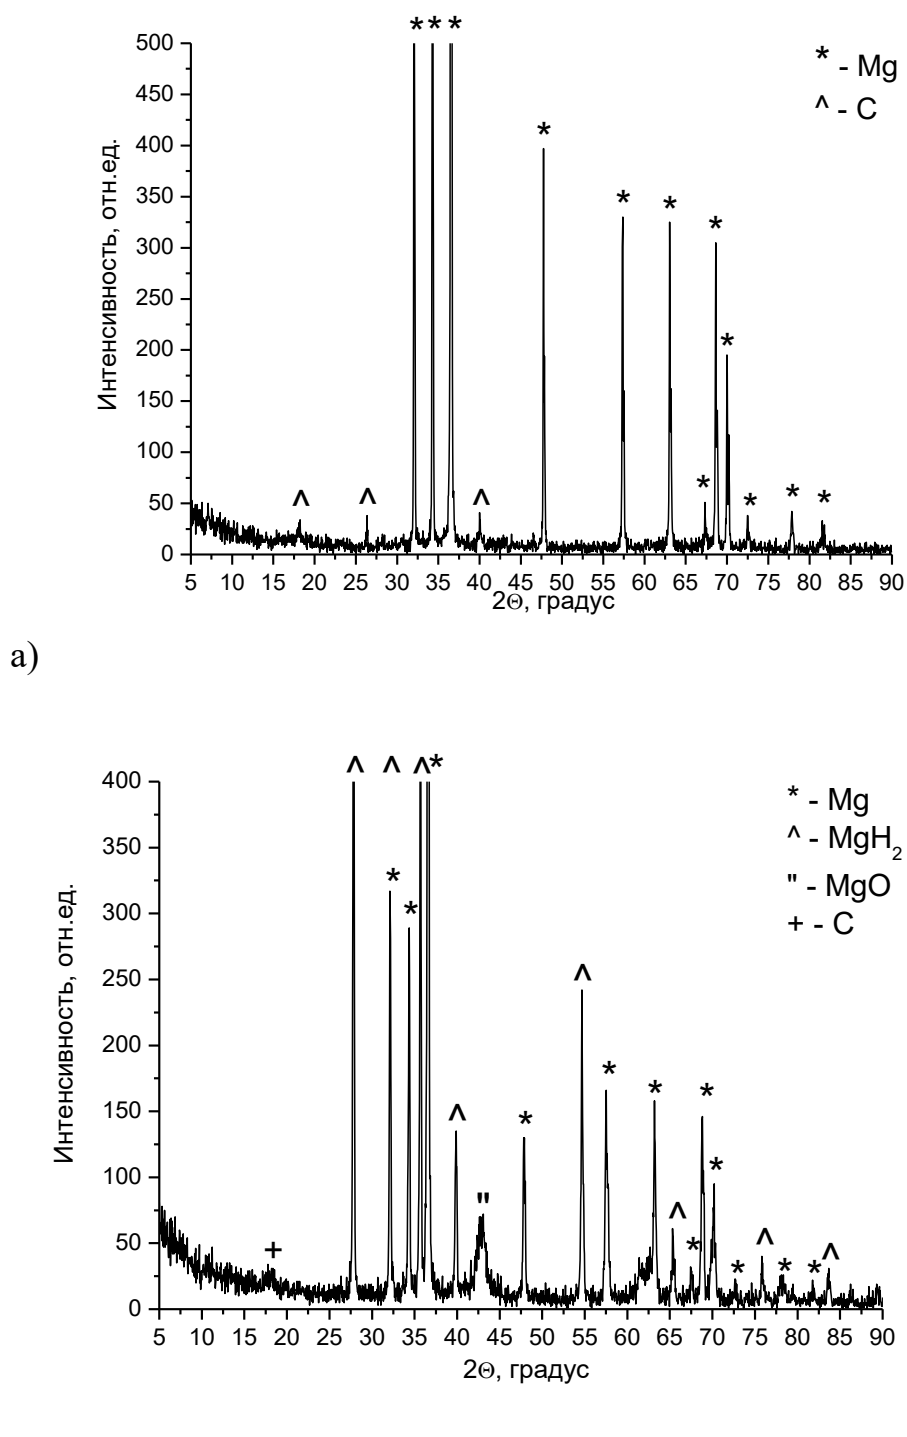 * * *
500
* - Mg
450
^ - C
400
*
350
* *
300
*
250
200
*
150
100
50
^ ^ ^ * * * *
0
Интенсивность, отн.ед.
5 10 15 20 25 30 35 40 45 50 55 60 65 70 75 80 85 90
2Θ, градус
а)
^ ^ ^*
400
* - Mg
350
^ - MgH2
* *
" - MgO
300
+ - C
250
^
200
*
150
* *
^ *
100
*
"
50
+ ^ * * ^ * * ^
0
Интенсивность, отн.ед.
5 10 15 20 25 30 35 40 45 50 55 60 65 70 75 80 85 90
2Θ, градус